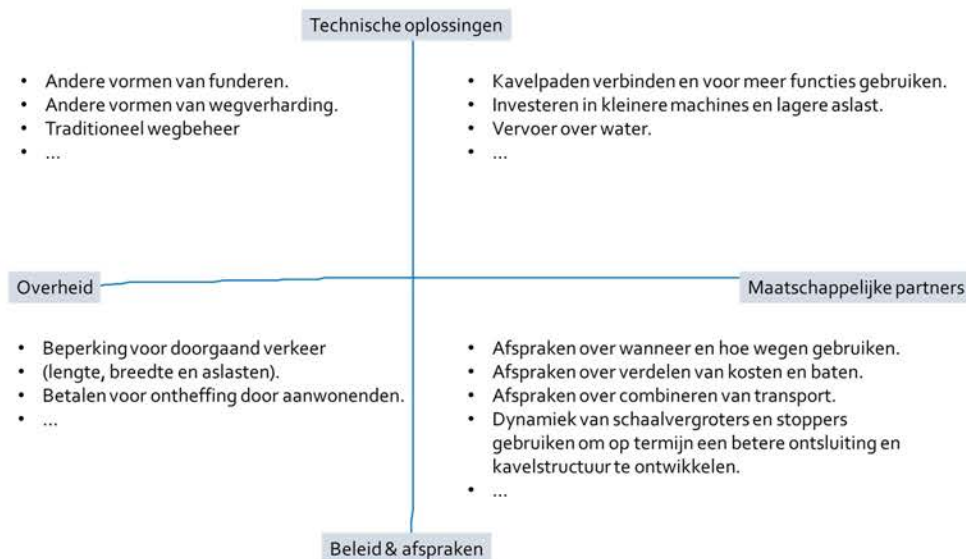 Technische oplossingen
• Andere vormen van funderen.
• Andere vormen van wegverharding.
• Traditioneel wegbeheer
• ...
• Kavelpaden verbinden en voor meer functies gebruiken.
• Investeren in kleinere machines en lagere aslast.
• Vervoer over water.
• ...
Overheid
Maatschappelijke partners
• Beperking voor doorgaand verkeer
• (lengte, breedte en aslasten).
• Betalen voor ontheffing door aanwonenden.
• ...
• Afspraken over wanneer en hoe wegen gebruiken.
• Afspraken over verdelen van kosten en baten.
• Afspraken over combineren van transport.
• Dynamiek van schaalvergroters en stoppers
gebruiken om op termijn een betere ontsluiting en
kavelstructuur te ontwikkelen.
• ...
Beleid & afspraken